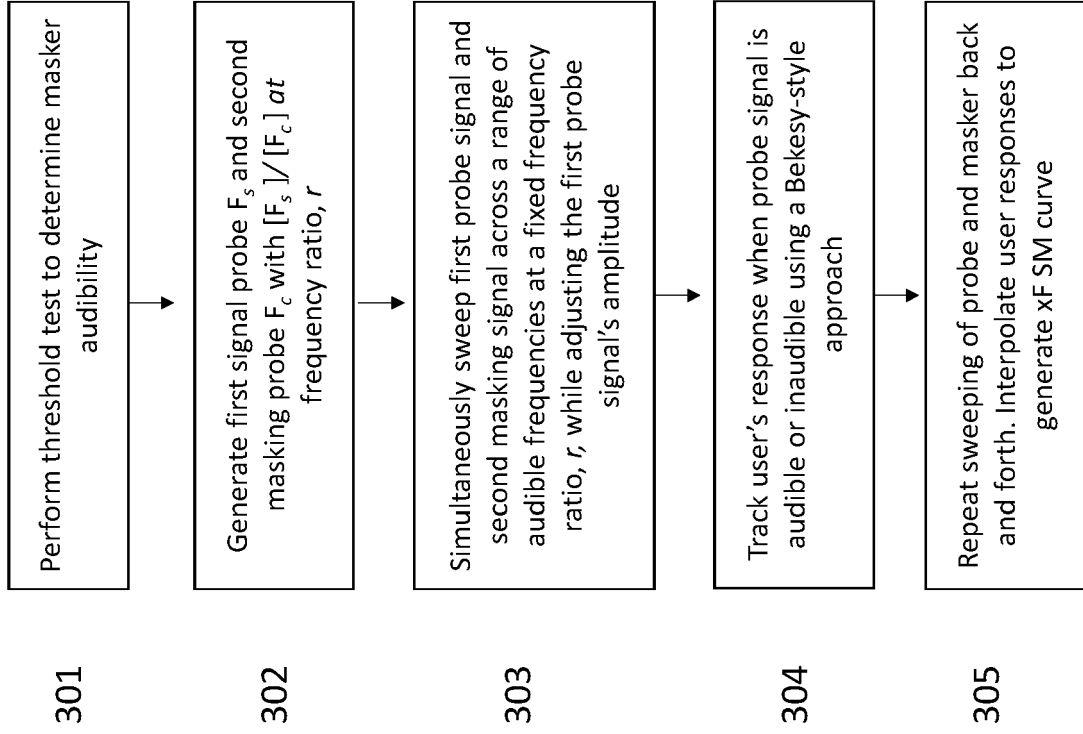 301
Perform threshold test to determine masker
audibility
302
Generate first signal probe Fs and second
masking probe Fc with [Fs]/[Fc] at
frequency ratio, r
303
Simultaneously sweep first probe signal and
second masking signal across a range of
audible frequencies at a fixed frequency
ratio, r, while adjusting the first probe
signal's amplitude
304
Track user's response when probe signal is
audible or inaudible using a Bekesy-style
approach
305
Repeat sweeping of probe and masker back
and forth. Interpolate user responses to
generate xF SM curve